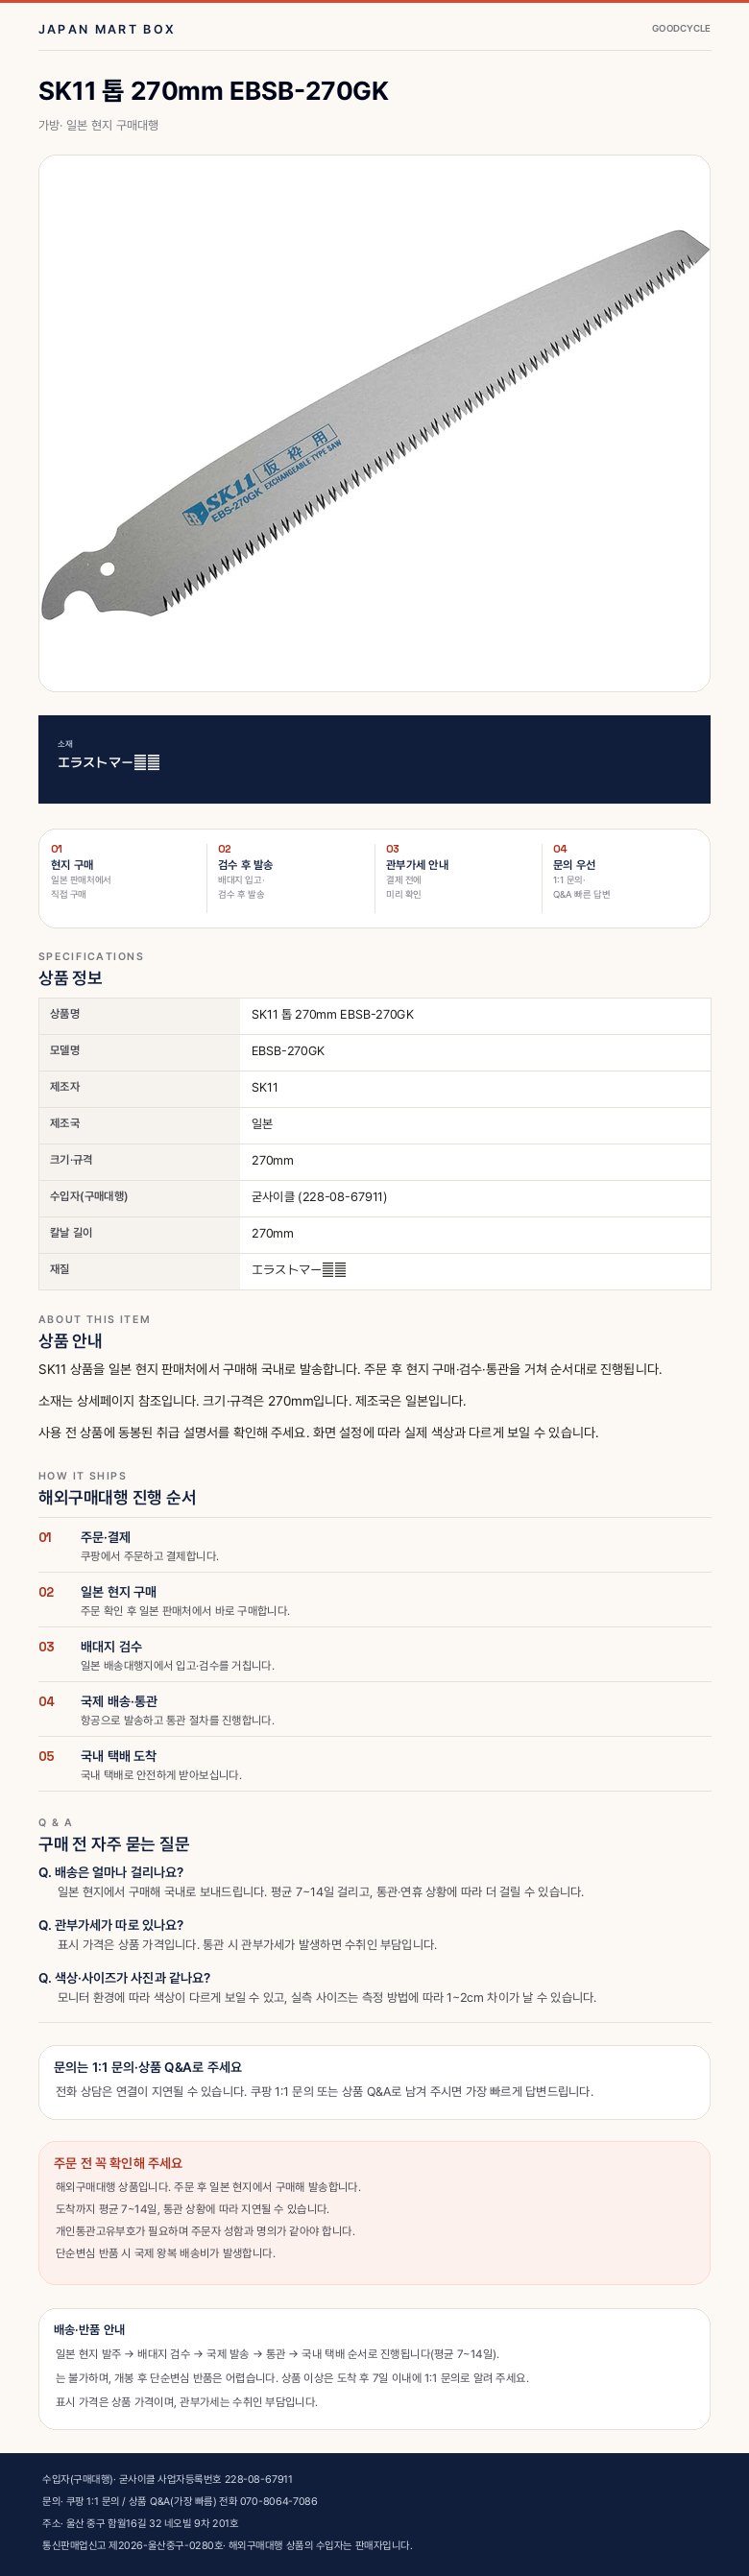 JAPAN MART BOX
GOODCYCLE
SK11 톱 270mm EBSB-270GK
가방· 일본 현지 구매대행
SK11 仮枠用
EBS-270GK EXCHANGEABLE TYPE SAW
소재
エラストマー
01
현지 구매
일본 판매처에서
직접 구매
02
검수 후 발송
배대지 입고·
검수 후 발송
03
관부가세 안내
결제 전에
미리 확인
04
문의 우선
1:1 문의·
Q&A 빠른 답변
SPECIFICATIONS
상품 정보
상품명 SK11 톱 270mm EBSB-270GK
모델명 EBSB-270GK
제조자 SK11
제조국 일본
크기·규격 270mm
수입자(구매대행) 굳사이클 (228-08-67911)
칼날 길이 270mm
재질 エラストマー
ABOUT THIS ITEM
상품 안내
SK11 상품을 일본 현지 판매처에서 구매해 국내로 발송합니다. 주문 후 현지 구매·검수·통관을 거쳐 순서대로 진행됩니다.
소재는 상세페이지 참조입니다. 크기·규격은 270mm입니다. 제조국은 일본입니다.
사용 전 상품에 동봉된 취급 설명서를 확인해 주세요. 화면 설정에 따라 실제 색상과 다르게 보일 수 있습니다.
HOW IT SHIPS
해외구매대행 진행 순서
01 주문·결제
쿠팡에서 주문하고 결제합니다.
02 일본 현지 구매
주문 확인 후 일본 판매처에서 바로 구매합니다.
03 배대지 검수
일본 배송대행지에서 입고·검수를 거칩니다.
04 국제 배송·통관
항공으로 발송하고 통관 절차를 진행합니다.
05 국내 택배 도착
국내 택배로 안전하게 받아보십니다.
Q & A
구매 전 자주 묻는 질문
Q. 배송은 얼마나 걸리나요?
일본 현지에서 구매해 국내로 보내드립니다. 평균 7~14일 걸리고, 통관·연휴 상황에 따라 더 걸릴 수 있습니다.
Q. 관부가세가 따로 있나요?
표시 가격은 상품 가격입니다. 통관 시 관부가세가 발생하면 수취인 부담입니다.
Q. 색상·사이즈가 사진과 같나요?
모니터 환경에 따라 색상이 다르게 보일 수 있고, 실측 사이즈는 측정 방법에 따라 1~2cm 차이가 날 수 있습니다.
문의는 1:1 문의·상품 Q&A로 주세요
전화 상담은 연결이 지연될 수 있습니다. 쿠팡 1:1 문의 또는 상품 Q&A로 남겨 주시면 가장 빠르게 답변드립니다.
주문 전 꼭 확인해 주세요
해외구매대행 상품입니다. 주문 후 일본 현지에서 구매해 발송합니다.
도착까지 평균 7~14일, 통관 상황에 따라 지연될 수 있습니다.
개인통관고유부호가 필요하며 주문자 성함과 명의가 같아야 합니다.
단순변심 반품 시 국제 왕복 배송비가 발생합니다.
배송·반품 안내
일본 현지 발주 → 배대지 검수 → 국제 발송 → 통관 → 국내 택배 순서로 진행됩니다(평균 7~14일).
는 불가하며, 개봉 후 단순변심 반품은 어렵습니다. 상품 이상은 도착 후 7일 이내에 1:1 문의로 알려 주세요.
표시 가격은 상품 가격이며, 관부가세는 수취인 부담입니다.
수입자(구매대행)· 굳사이클 사업자등록번호 228-08-67911
문의· 쿠팡 1:1 문의 / 상품 Q&A(가장 빠름) 전화 070-8064-7086
주소· 울산 중구 함월16길 32 네오빌 9차 201호
통신판매업신고 제2026-울산중구-0280호· 해외구매대행 상품의 수입자는 판매자입니다.